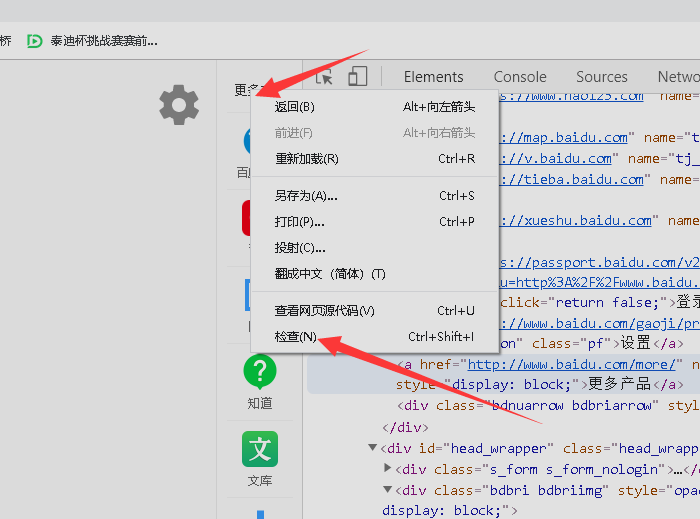 桥 泰迪杯挑战赛赛前...
更多
Elements Console Sources Netwo
返回(B) Alt+向左箭头
前进(F) Alt+向右箭头
重新加载(R) Ctrl+R
另存为(A)... Ctrl+S
打印(P)... Ctrl+P
投射(C)...
翻成中文（简体）(T)
查看网页源代码(V) Ctrl+U
检查(N) Ctrl+Shift+I
知道
文
文库
s://www.hao123.com" name=
s://map.baidu.com" name="t
s://v.baidu.com" name="tj_
s://tieba.baidu.com" name=
s://xueshu.baidu.com" name
s://passport.baidu.com/v2
u=http%3A%2F%2Fwww.baidu.
click="return false;">登录
s://www.baidu.com/gaoji/pr
on" class="pf">设置</a>
<a href="http://www.baidu.com/more/" n
style="display: block;">更多产品</a>
<div class="bdnuarrow bdbriarrow" styl
</div>
<div id="head_wrapper" class="head_wrapp
<div class="s_form s_form_nologin">…</
<div class="bdbri bdbriimg" style="opa
display: block;">